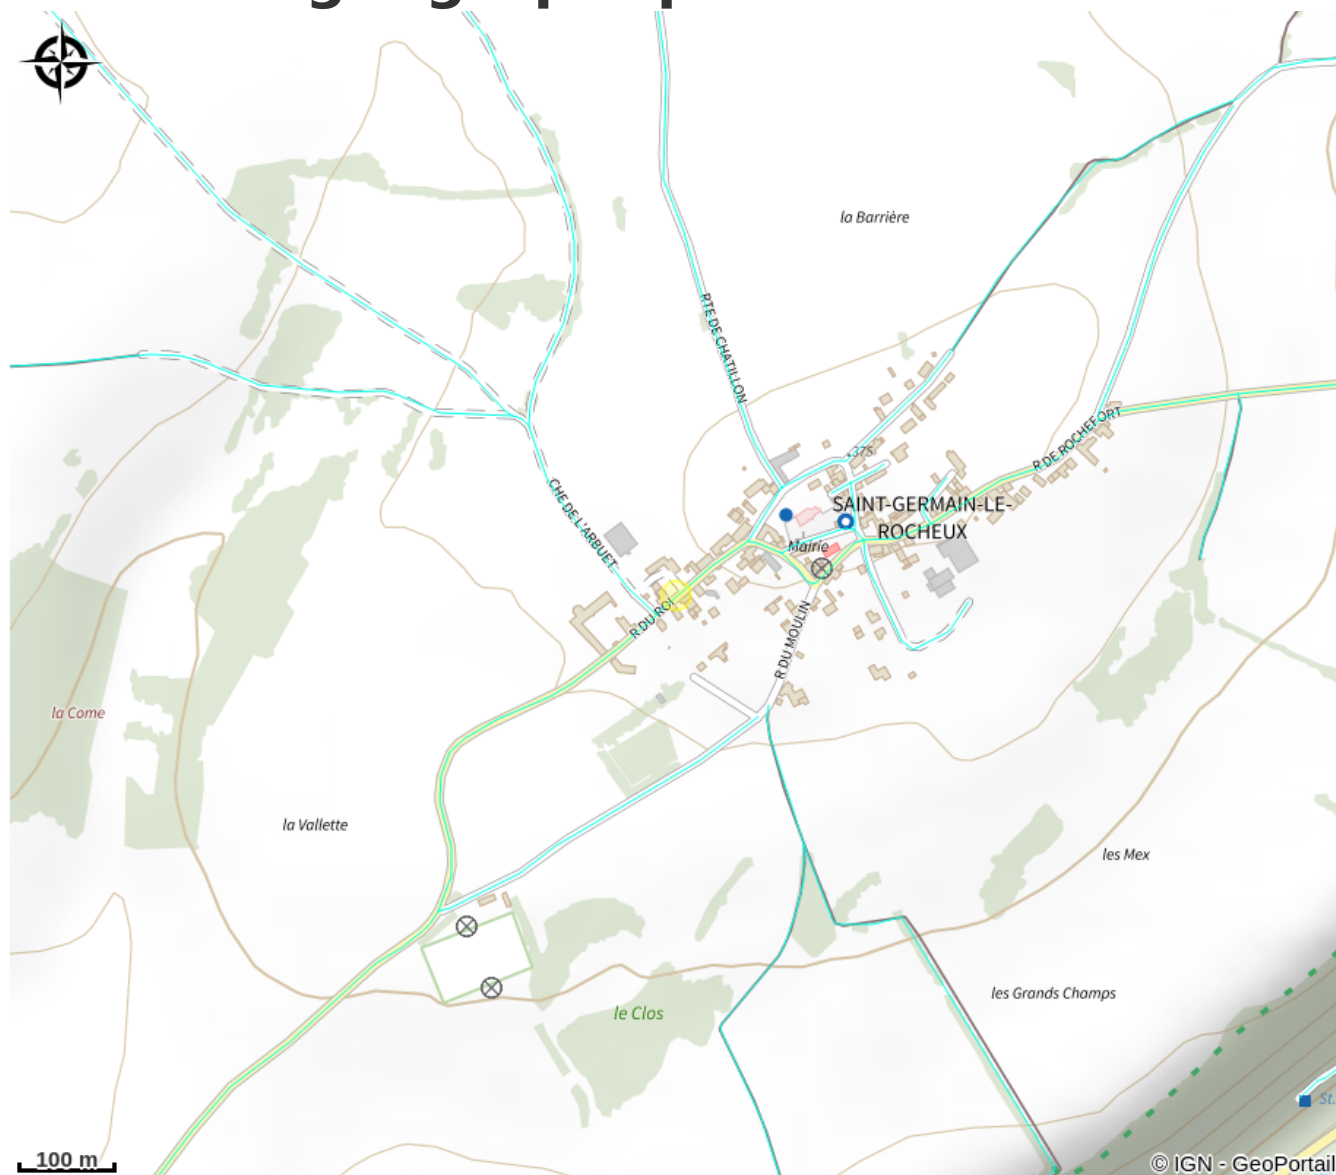 la Barrière
RTE DE CHATILLON
R DE ROCHEFORT
375
CHE DE L'ARBUET
SAINT-GERMAIN-LE-
ROCHEUX
Mairie
R DU ROI
R DU MOULIN
la Come
la Vallette
les Mex
les Grands Champs
le Clos
St.
100 m
© IGN - GeoPortail